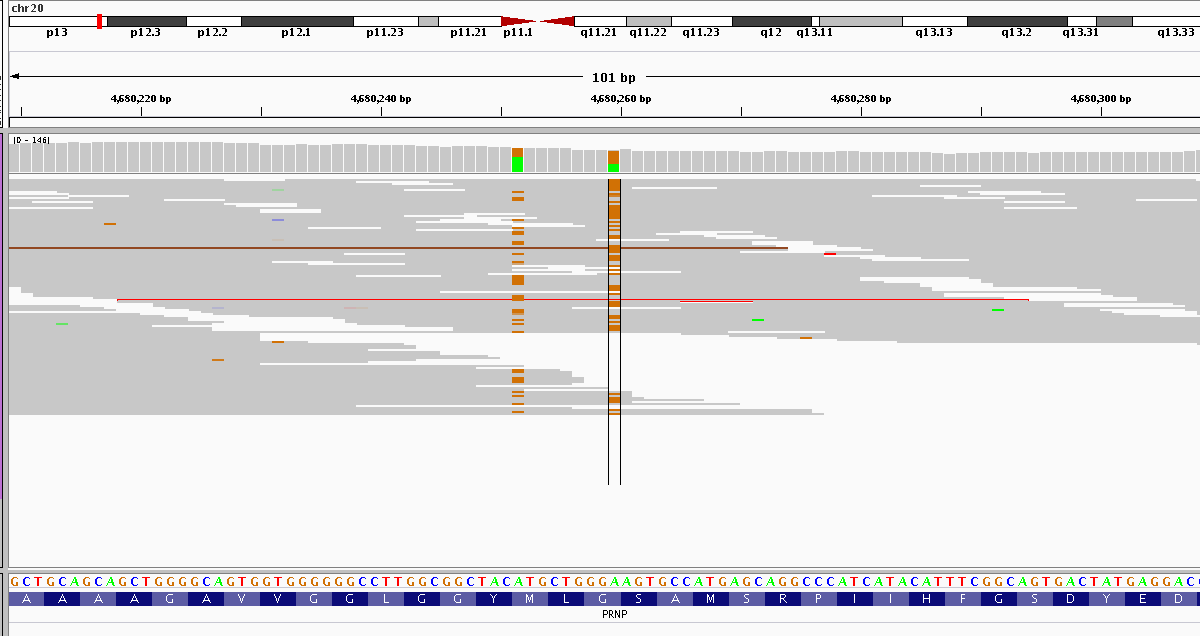 chr20
p13 p12.3 p12.2 p12.1 p11.23 p11.21 p11.1 q11.21 q11.22 q11.23 q12 q13.11 q13.13 q13.2 q13.31 q13.33
101 bp
4,680,220 bp 4,680,240 bp 4,680,260 bp 4,680,280 bp 4,680,300 bp
[0 - 146]
GCTGCAGCAGCTGGGGCAGTGGTGGGGGGCCTTGGCGGCTACATGCTGGGAAGTGCCATGAGCAGGCCCATCATACATTTCGGCAGTGACTATGAGGAC
A A A A G A V V G G L G G Y M L G S A M S R P I I H F G S D Y E D
PRNP